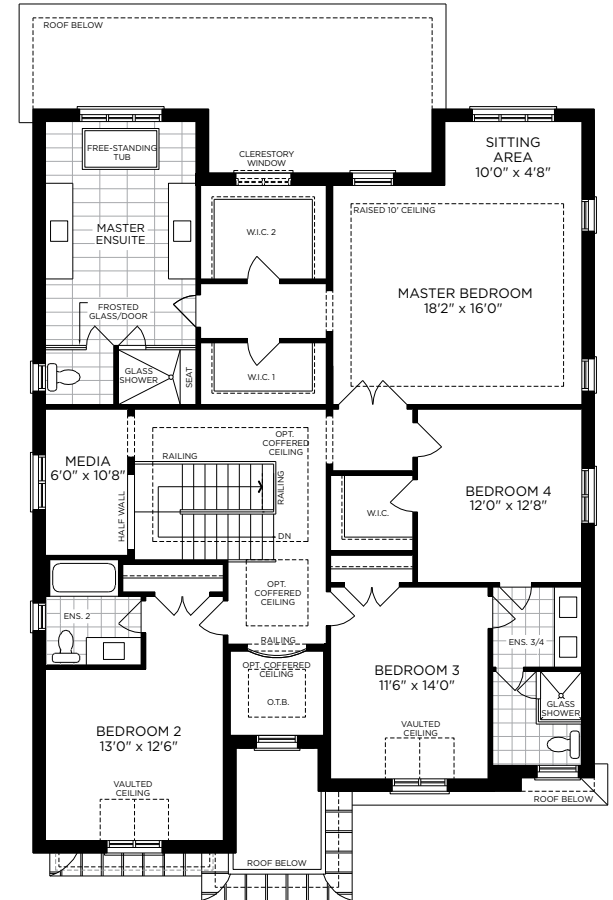 ROOF BELOW
FREE-STANDING
TUB
CLERESTORY
WINDOW
SITTING
AREA
10'0" x 4'8"
MASTER
ENSUITE
W.I.C. 2
RAISED 10' CEILING
MASTER BEDROOM
18'2" x 16'0"
FROSTED
GLASS/DOOR
GLASS
SHOWER
SEAT
W.I.C. 1
OPT.
COFFERED
CEILING
MEDIA
6'0" x 10'8"
RAILING
RAILING
HALF WALL
DN
W.I.C.
BEDROOM 4
12'0" x 12'8"
OPT.
COFFERED
CEILING
ENS. 2
RAILING
OPT. COFFERED
CEILING
O.T.B.
ENS. 3/4
BEDROOM 3
11'6" x 14'0"
GLASS
SHOWER
BEDROOM 2
13'0" x 12'6"
VAULTED
CEILING
VAULTED
CEILING
ROOF BELOW
ROOF BELOW